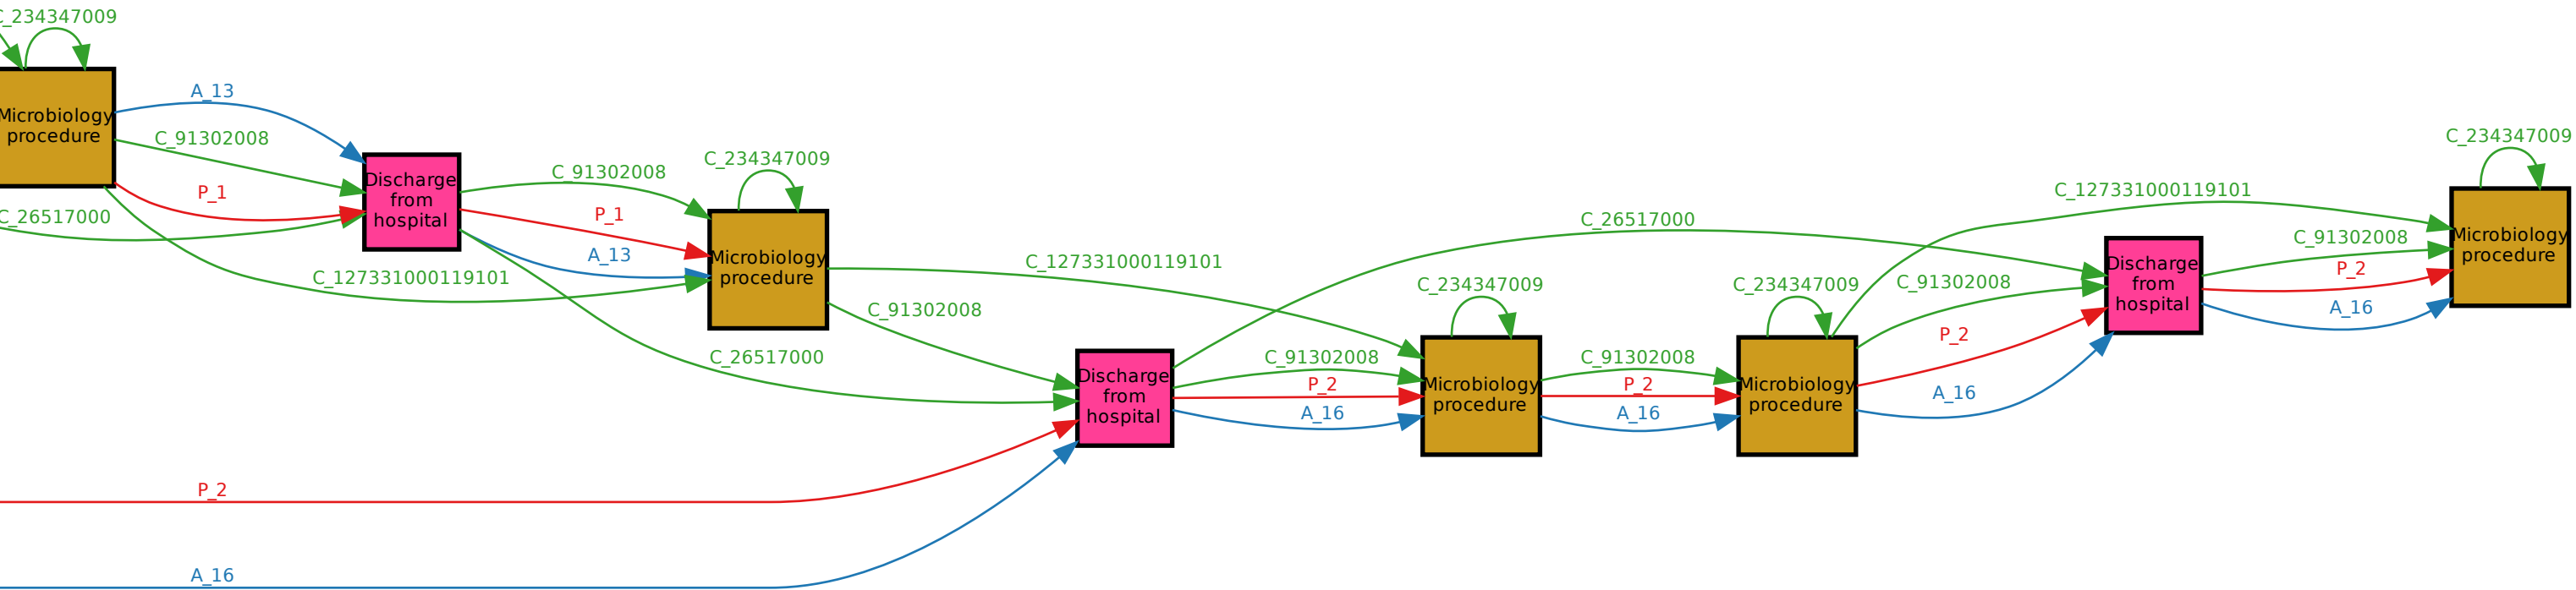 C_234347009
Microbiology
procedure
A_13
C_91302008
P_1
C_26517000
C_127331000119101
Discharge
from
hospital
C_91302008
P_1
A_13
C_26517000
C_234347009
Microbiology
procedure
C_127331000119101
C_91302008
P_2
A_16
Discharge
from
hospital
C_26517000
C_91302008
P_2
A_16
C_234347009
Microbiology
procedure
C_91302008
P_2
A_16
C_234347009
Microbiology
procedure
C_127331000119101
C_91302008
P_2
A_16
Discharge
from
hospital
C_91302008
P_2
A_16
C_234347009
Microbiology
procedure